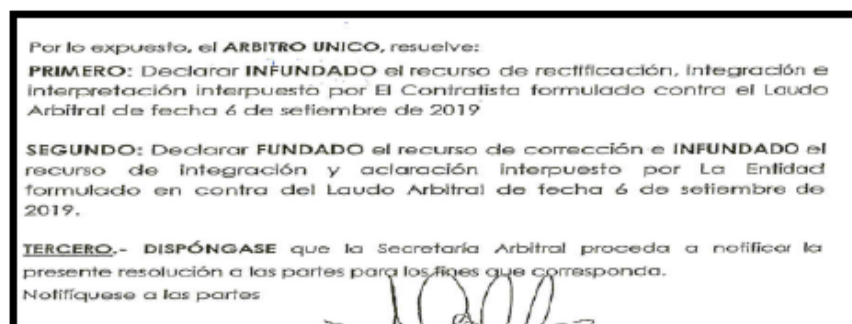 Por lo expuesto, el ARBITRO UNICO, resuelve:
PRIMERO: Declarar INFUNDADO el recurso de rectificación, integración e
interpretación interpuesto por El Contratista formulado contra el Laudo
Arbitral de fecha 6 de setiembre de 2019
SEGUNDO: Declarar FUNDADO el recurso de corrección e INFUNDADO el
recurso de integración y aclaración interpuesto por La Entidad
formulado en contra del Laudo Arbitral de fecha 6 de setiembre de
2019.
TERCERO.- DISPÓNGASE que la Secretaría Arbitral proceda a notificar la
presente resolución a las partes para los fines que corresponda.
Notifíquese a las partes